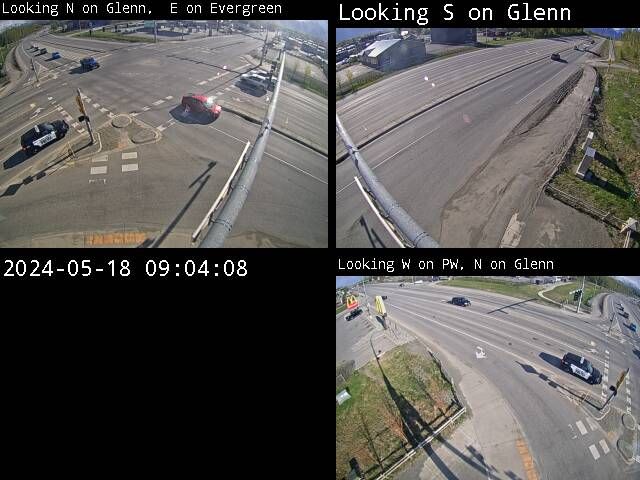 Looking N on Glenn,  E on Evergreen
Looking S on Glenn
2024-05-18 09:04:08
Looking W on PW, N on Glenn